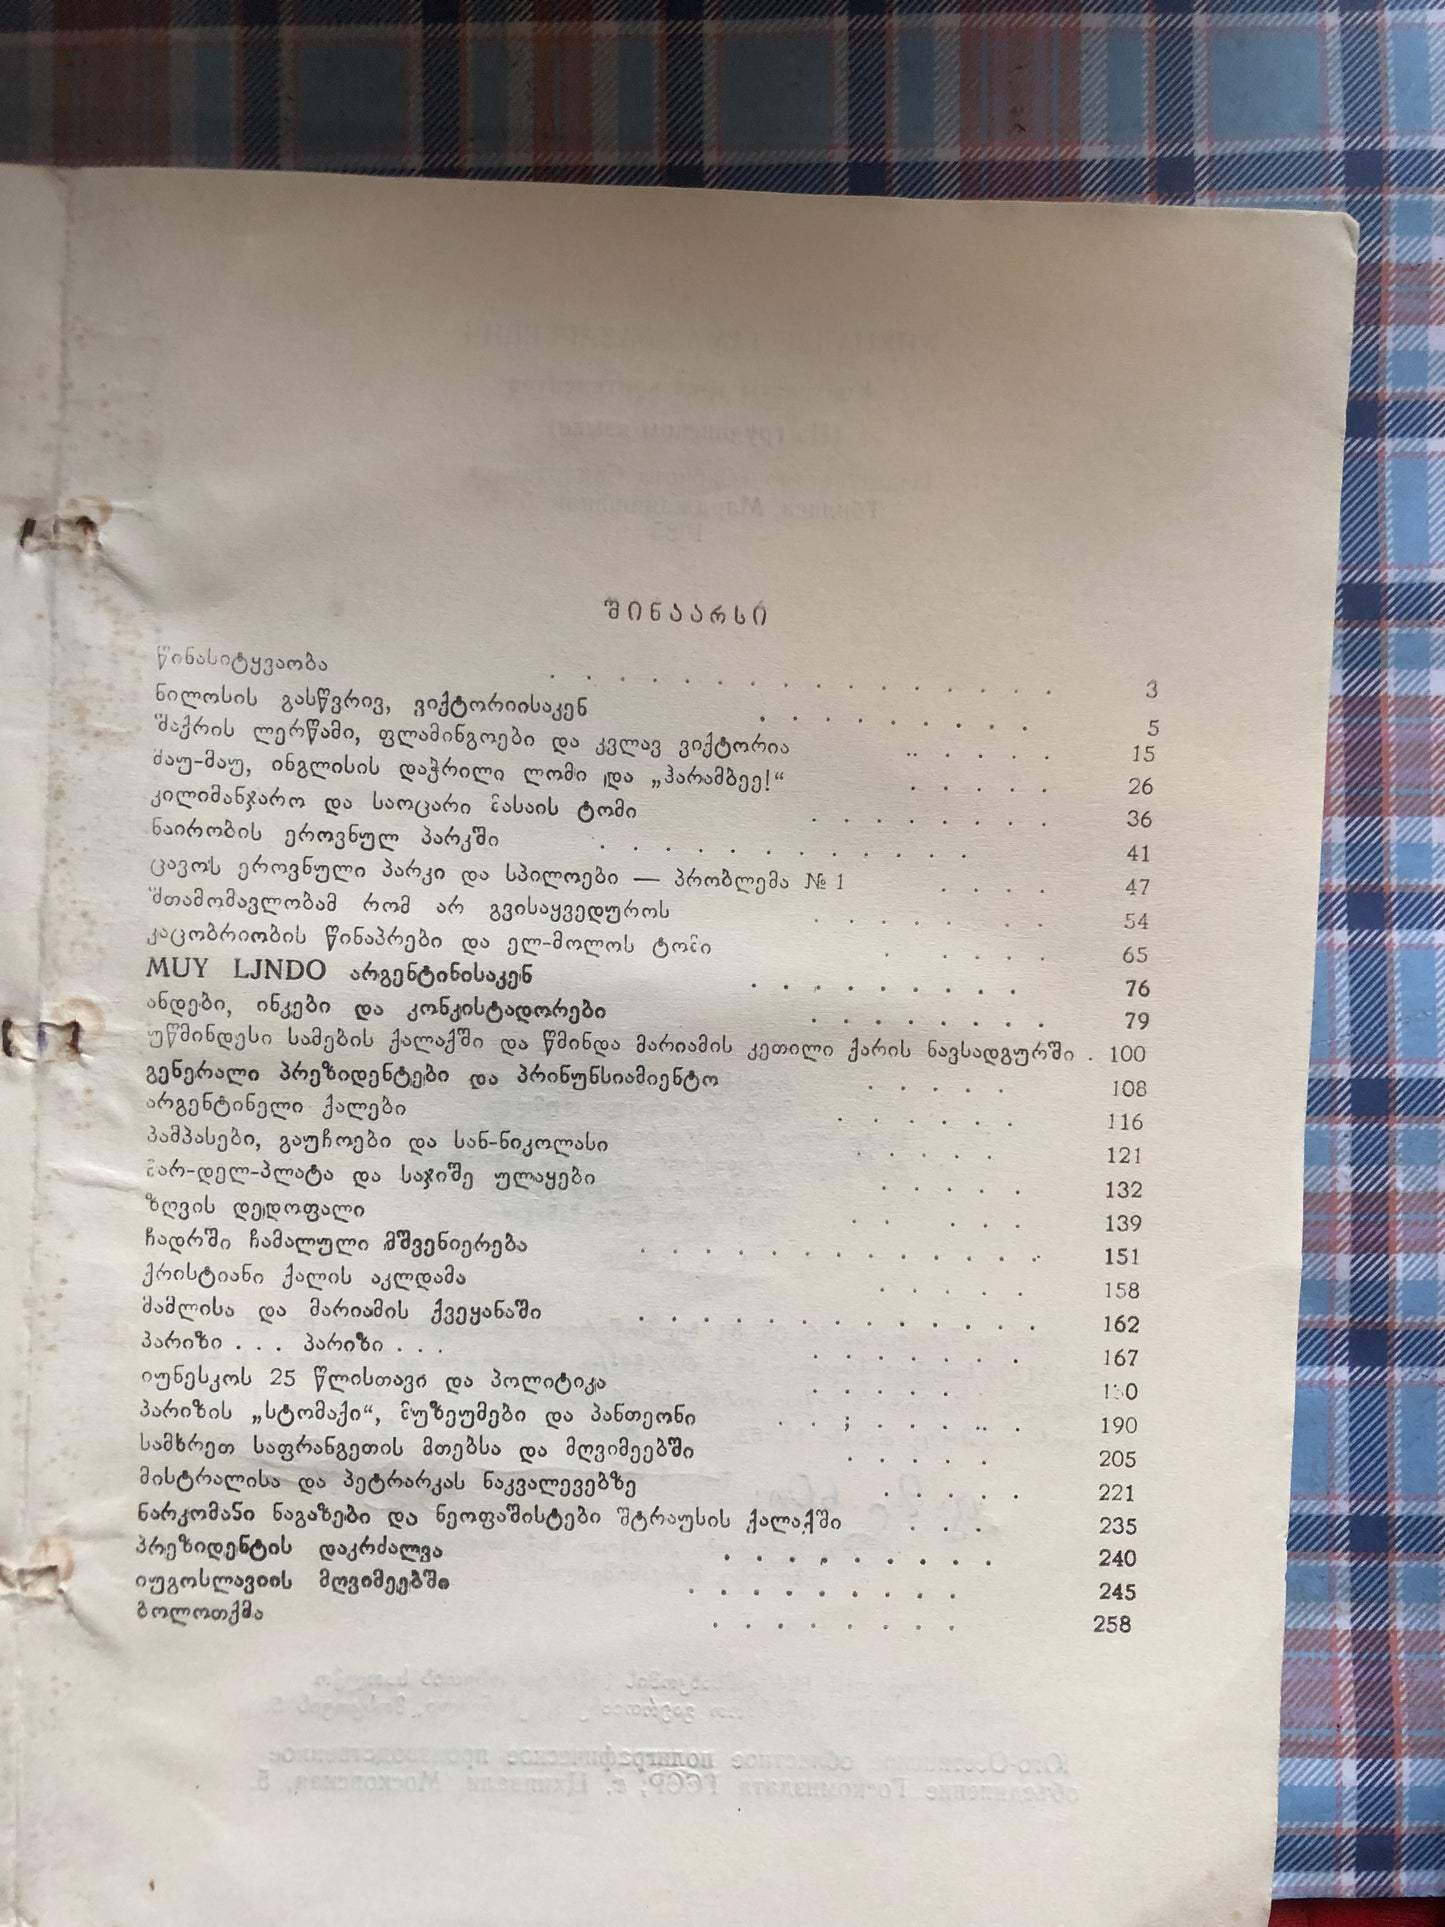 შინაარსი
წინასიტყვაობა . . . . . . . . . . . . . . . 3
ნილოსის გასწვრივ, ვიქტორიისაკენ . . . . . . . . . 5
შაქრის ლერწამი, ფლამინგოები და კვლავ ვიქტორია . . . . . 15
მაუ-მაუ, ინგლისის დაჭრილი ლომი და „ჰარამბეე!“ . . . . . 26
კილიმანჯარო და საოცარი მასაის ტომი . . . . . . . . 36
ნაირობის ეროვნულ პარკში . . . . . . . . . . . . 41
ცავოს ეროვნული პარკი და სპილოები — პრობლემა № 1 . . . . 47
შთამომავლობამ რომ არ გვისაყვედუროს . . . . . . . 54
კაცობრიობის წინაპრები და ელ-მოლოს ტომი . . . . . 65
MUY LJNDO არგენტინისაკენ . . . . . . . . . 76
ანდები, ინკები და კონკისტადორები . . . . . . . . 79
უწმინდესი სამების ქალაქში და წმინდა მარიამის კეთილი ქარის ნავსადგურში . 100
გენერალი პრეზიდენტები და პრონუნსიამიენტო . . . . . 108
არგენტინელი ქალები . . . . . . 116
პამპასები, გაუჩოები და სან-ნიკოლასი . . . . 121
მარ-დელ-პლატა და საჯიშე ულაყები . . . . . 132
ზღვის დედოფალი . . . . . 139
ჩადრში ჩამალული მშვენიერება . . . . . . . . . . . . . 151
ქრისტიანი ქალის აკლდამა . . . . . 158
მამლისა და მარიამის ქვეყანაში . . . . . . . . . . . . . 162
პარიზი . . . პარიზი . . . . . . . . . . 167
იუნესკოს 25 წლისთავი და პოლიტიკა . . . . .
პარიზის „სტომაქი“, მუზეუმები და პანთეონი . . ; . . . .. . 190
სამხრეთ საფრანგეთის მთებსა და მღვიმეებში . . . . . 205
მისტრალისა და პეტრარკას ნაკვალევებზე . . . . . 221
ნარკომანი ნაგაზები და ნეოფაშისტები შტრაუსის ქალაქში . . . 235
პრეზიდენტის დაკრძალვა . . . . . . . . . 240
იუგოსლავიის მღვიმეებში . . . . . . . . . 245
ბოლოთქმა . . . . . . . . 258